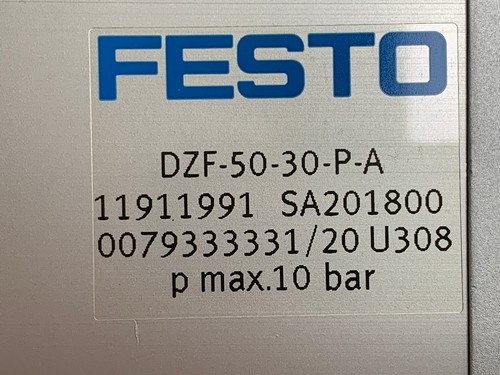 FESTO
DZF-50-30-P-A
11911991 SA201800
0079333331/20 U308
p max.10 bar